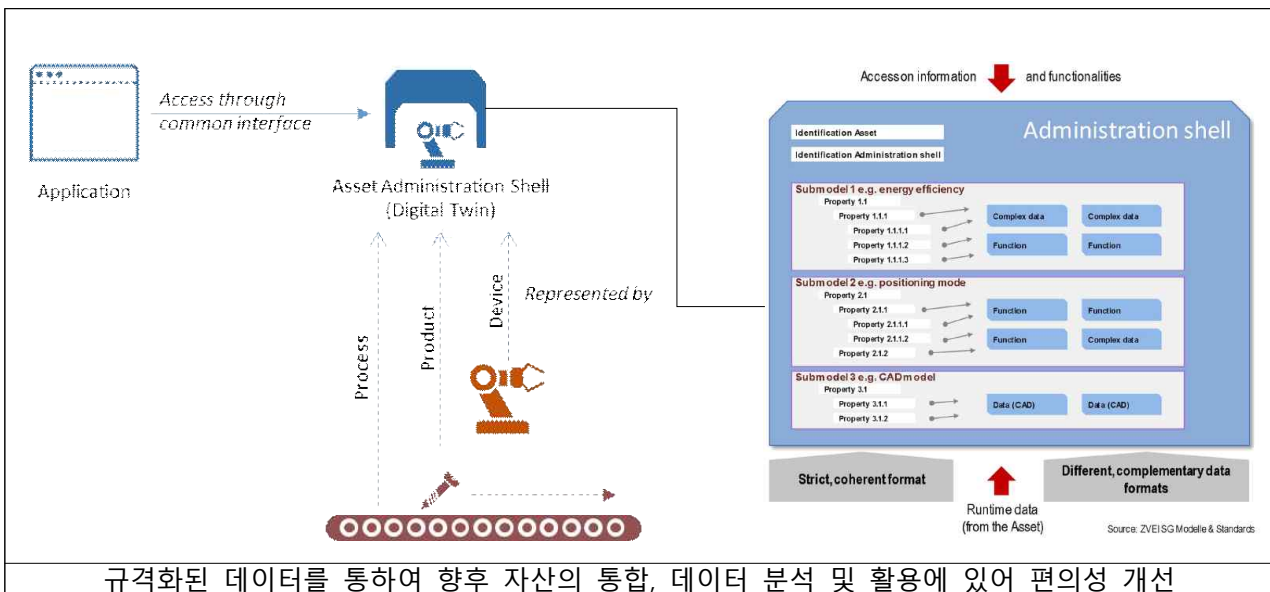 Application
Access through
common interface
Asset Administration Shell
(Digital Twin)
Process
Product
Device
Represented by
Accesson information and functionalities
Administration shell
Identification Asset
Identification Administration shell
Submodel 1 e.g. energy efficiency
Property 1.1
Property 1.1.1
Property 1.1.1.1
Property 1.1.1.2
Property 1.1.1.3
Complex data Complex data
Function Function
Submodel 2 e.g. positioning mode
Property 2.1
Property 2.1.1
Property 2.1.1.1
Property 2.1.1.2
Property 2.1.2
Function Function
Function Complex data
Submodel 3 e.g. CAD model
Property 3.1
Property 3.1.1
Property 3.1.2
Data (CAD) Data (CAD)
Strict, coherent format
Different, complementary data
formats
Runtime data
(from the Asset)
Source: ZVEI SG Modelle & Standards
규격화된 데이터를 통하여 향후 자산의 통합, 데이터 분석 및 활용에 있어 편의성 개선